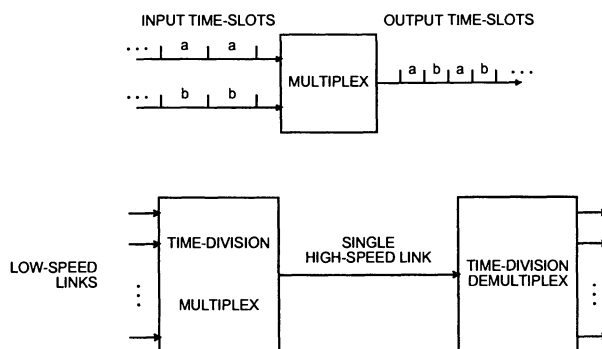 INPUT TIME-SLOTS
OUTPUT TIME-SLOTS
... a a
MULTIPLEX
a b a b ...
... b b
LOW-SPEED
LINKS
TIME-DIVISION
MULTIPLEX
SINGLE
HIGH-SPEED LINK
TIME-DIVISION
DEMULTIPLEX